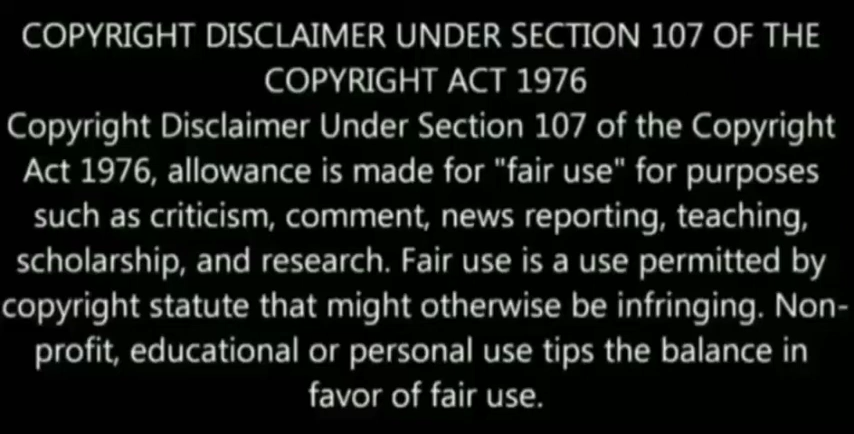 COPYRIGHT DISCLAIMER UNDER SECTION 107 OF THE
COPYRIGHT ACT 1976
Copyright Disclaimer Under Section 107 of the Copyright
Act 1976, allowance is made for "fair use" for purposes
such as criticism, comment, news reporting, teaching,
scholarship, and research. Fair use is a use permitted by
copyright statute that might otherwise be infringing. Non-
profit, educational or personal use tips the balance in
favor of fair use.